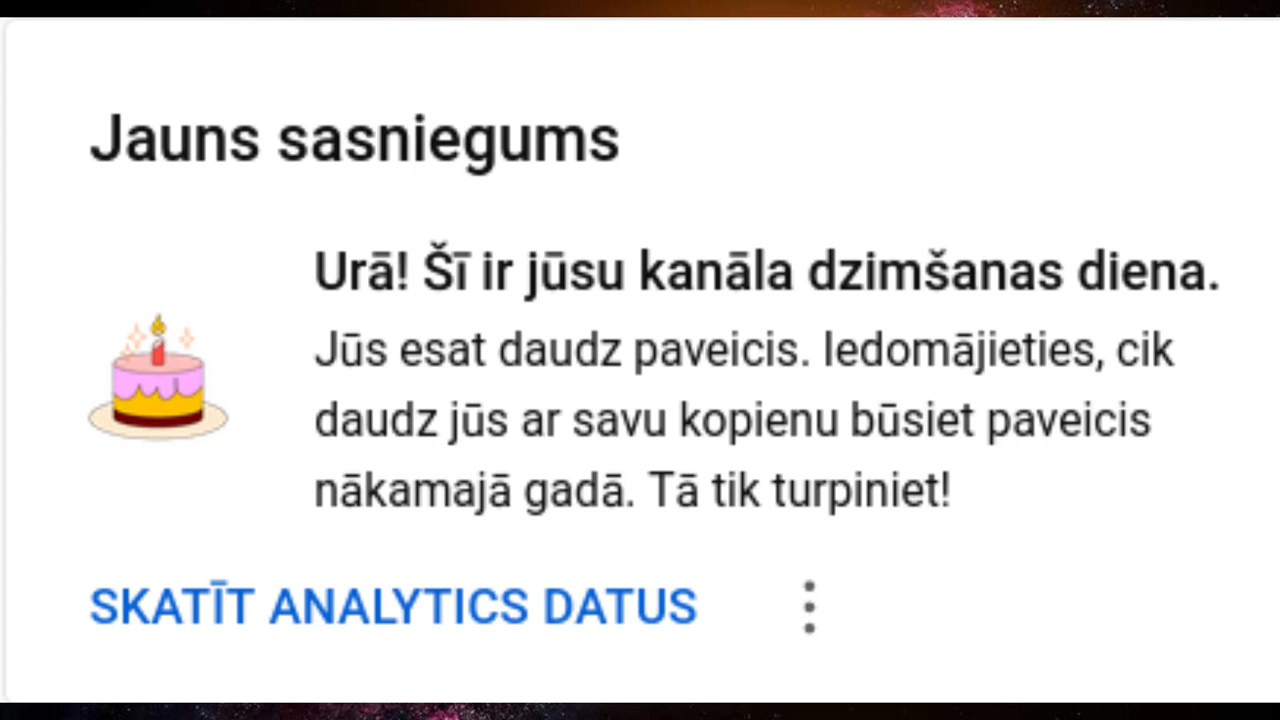 Jauns sasniegums
Urā! Šī ir jūsu kanāla dzimšanas diena.
Jūs esat daudz paveicis. Iedomājieties, cik
daudz jūs ar savu kopienu būsiet paveicis
nākamajā gadā. Tā tik turpiniet!
SKATĪT ANALYTICS DATUS